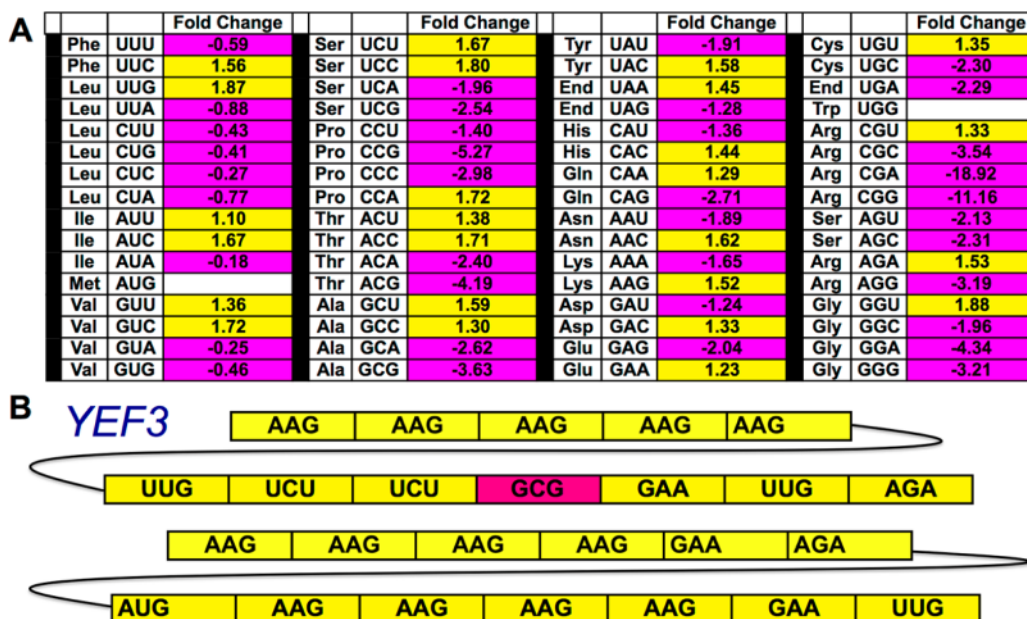 Fold Change Fold Change Fold Change Fold Change
A
Phe UUU -0.59 Ser UCU 1.67 Tyr UAU -1.91 Cys UGU 1.35
Phe UUC 1.56 Ser UCC 1.80 Tyr UAC 1.58 Cys UGC -2.30
Leu UUG 1.87 Ser UCA -1.96 End UAA 1.45 End UGA -2.29
Leu UUA -0.88 Ser UCG -2.54 End UAG -1.28 Trp UGG
Leu CUU -0.43 Pro CCU -1.40 His CAU -1.36 Arg CGU 1.33
Leu CUG -0.41 Pro CCG -5.27 His CAC 1.44 Arg CGC -3.54
Leu CUC -0.27 Pro CCC -2.98 Gln CAA 1.29 Arg CGA -18.92
Leu CUA -0.77 Pro CCA 1.72 Gln CAG -2.71 Arg CGG -11.16
Ile AUU 1.10 Thr ACU 1.38 Asn AAU -1.89 Ser AGU -2.13
Ile AUC 1.67 Thr ACC 1.71 Asn AAC 1.62 Ser AGC -2.31
Ile AUA -0.18 Thr ACA -2.40 Lys AAA -1.65 Arg AGA 1.53
Met AUG Thr ACG -4.19 Lys AAG 1.52 Arg AGG -3.19
Val GUU 1.36 Ala GCU 1.59 Asp GAU -1.24 Gly GGU 1.88
Val GUC 1.72 Ala GCC 1.30 Asp GAC 1.33 Gly GGC -1.96
Val GUA -0.25 Ala GCA -2.62 Glu GAG -2.04 Gly GGA -4.34
Val GUG -0.46 Ala GCG -3.63 Glu GAA 1.23 Gly GGG -3.21
B YEF3 AAG AAG AAG AAG AAG
UUG UCU UCU GCG GAA UUG AGA
AAG AAG AAG AAG GAA AGA
AUG AAG AAG AAG AAG GAA UUG